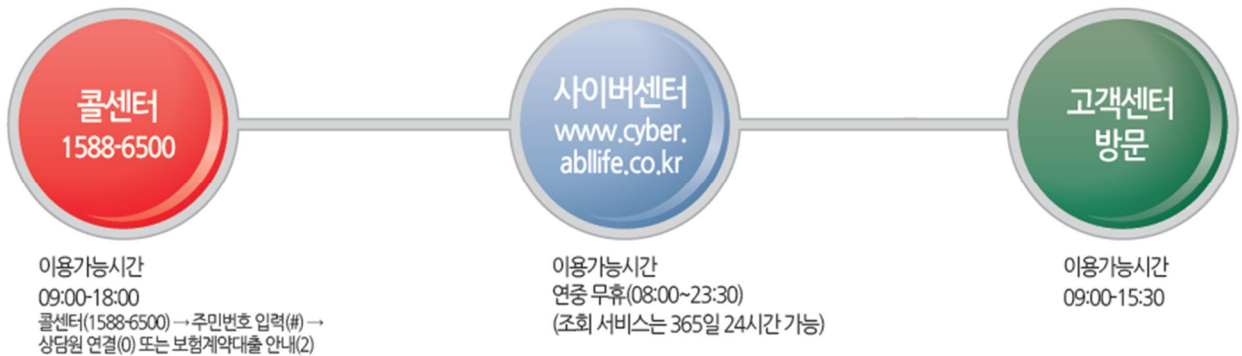 콜센터
1588-6500
사이버센터
www.cyber.
abllife.co.kr
고객센터
방문
이용가능시간
09:00-18:00
콜센터(1588-6500) → 주민번호 입력(#) →
상담원 연결(0) 또는 보험계약대출 안내(2)
이용가능시간
연중 무휴(08:00~23:30)
(조회 서비스는 365일 24시간 가능)
이용가능시간
09:00-15:30